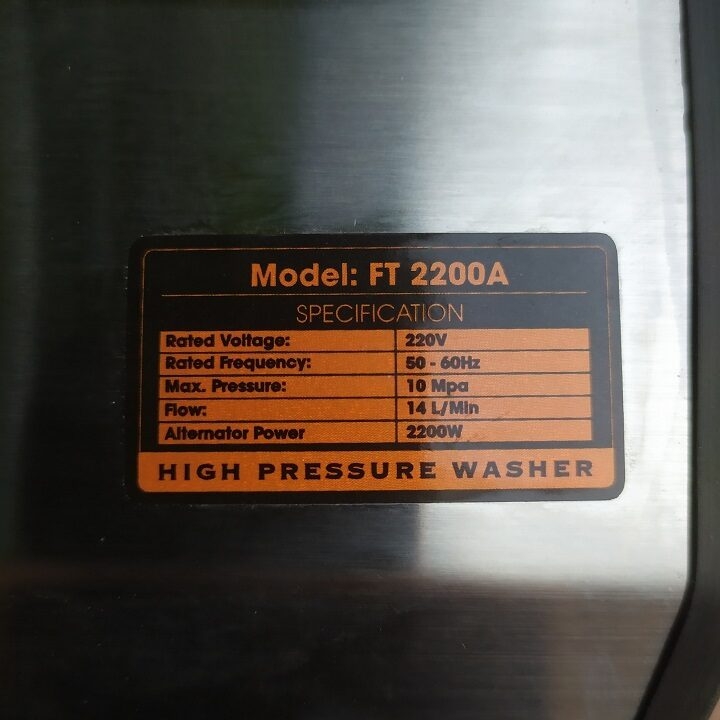 Model: FT 2200A
SPECIFICATION
Rated Voltage: 220V
Rated Frequency: 50 - 60Hz
Max. Pressure: 10 Mpa
Flow: 14 L/Min
Alternator Power 2200W
HIGH PRESSURE WASHER